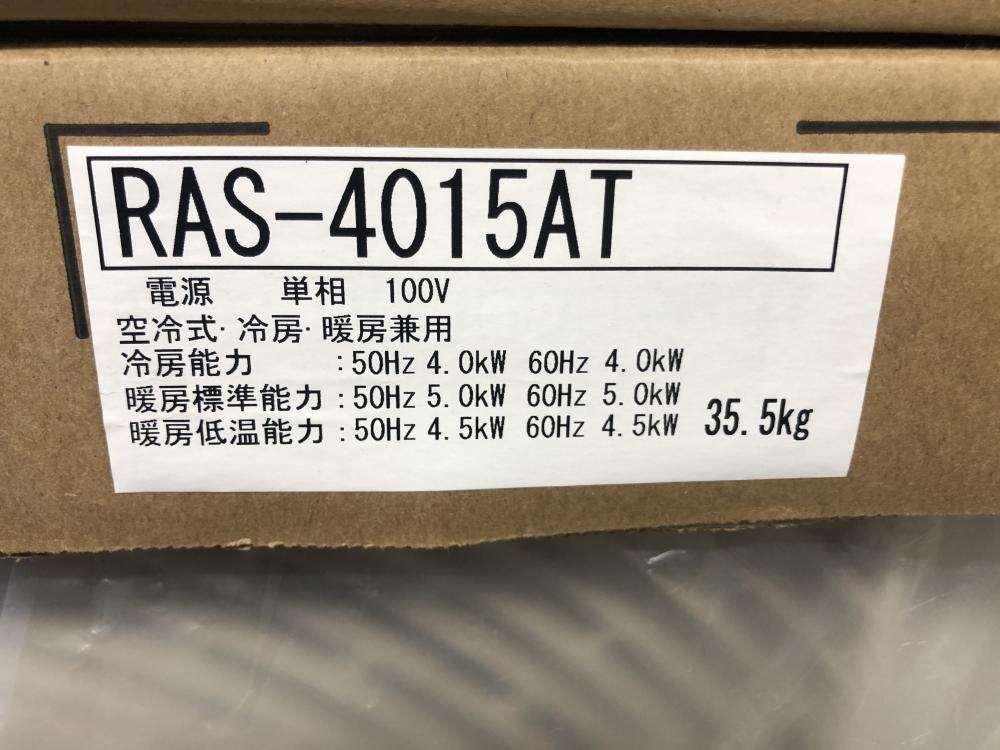 RAS-4015AT
電源 単相 100V
空冷式・冷房・暖房兼用
冷房能力 :50Hz 4.0kW 60Hz 4.0kW
暖房標準能力 :50Hz 5.0kW 60Hz 5.0kW
暖房低温能力 :50Hz 4.5kW 60Hz 4.5kW 35.5kg